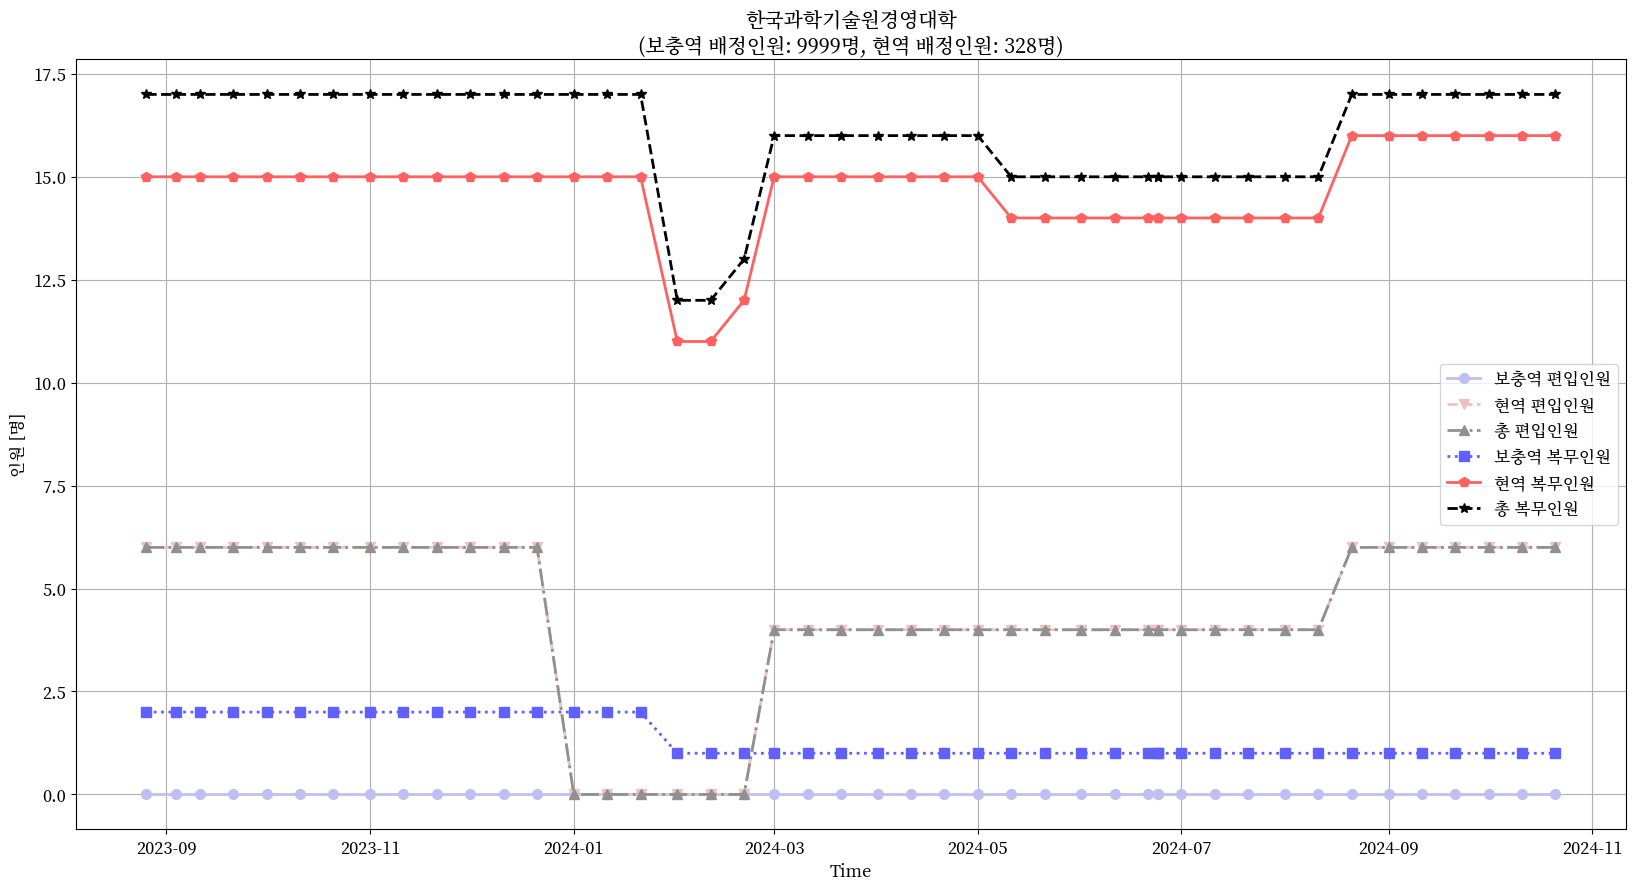 한국과학기술원경영대학
(보충역 배정인원: 9999명, 현역 배정인원: 328명)
17.5
15.0
12.5
10.0
7.5
5.0
2.5
0.0
인원 [명]
보충역 편입인원
현역 편입인원
총 편입인원
보충역 복무인원
현역 복무인원
총 복무인원
2023-09
2023-11
2024-01
2024-03
2024-05
2024-07
2024-09
2024-11
Time